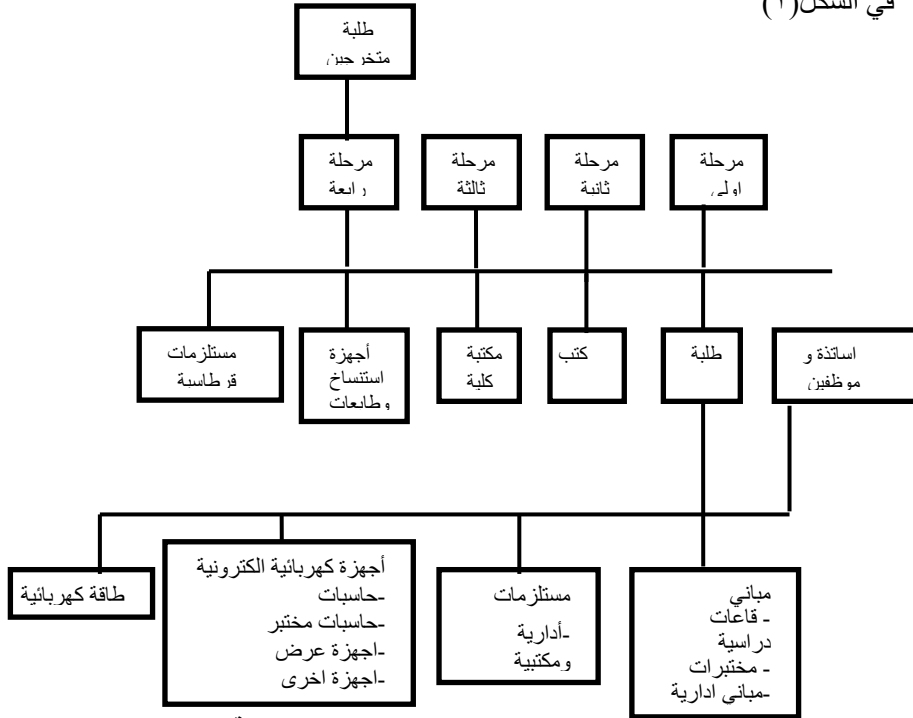 في الشكل(١)
طلبة
متخرجين
مرحلة
اولى
مرحلة
ثانية
مرحلة
ثالثة
مرحلة
رابعة
اساتذة و
موظفين
طلبة
كتب
مكتبة
كلية
أجهزة
استنساخ
وطابعات
مستلزمات
قرطاسية
مباني
- قاعات
دراسية
- مختبرات
-مباني ادارية
مستلزمات
-أدارية
ومكتبية
أجهزة كهربائية الكترونية
-حاسبات
-حاسبات مختبر
-اجهزة عرض
-اجهزة اخرى
طاقة كهربائية